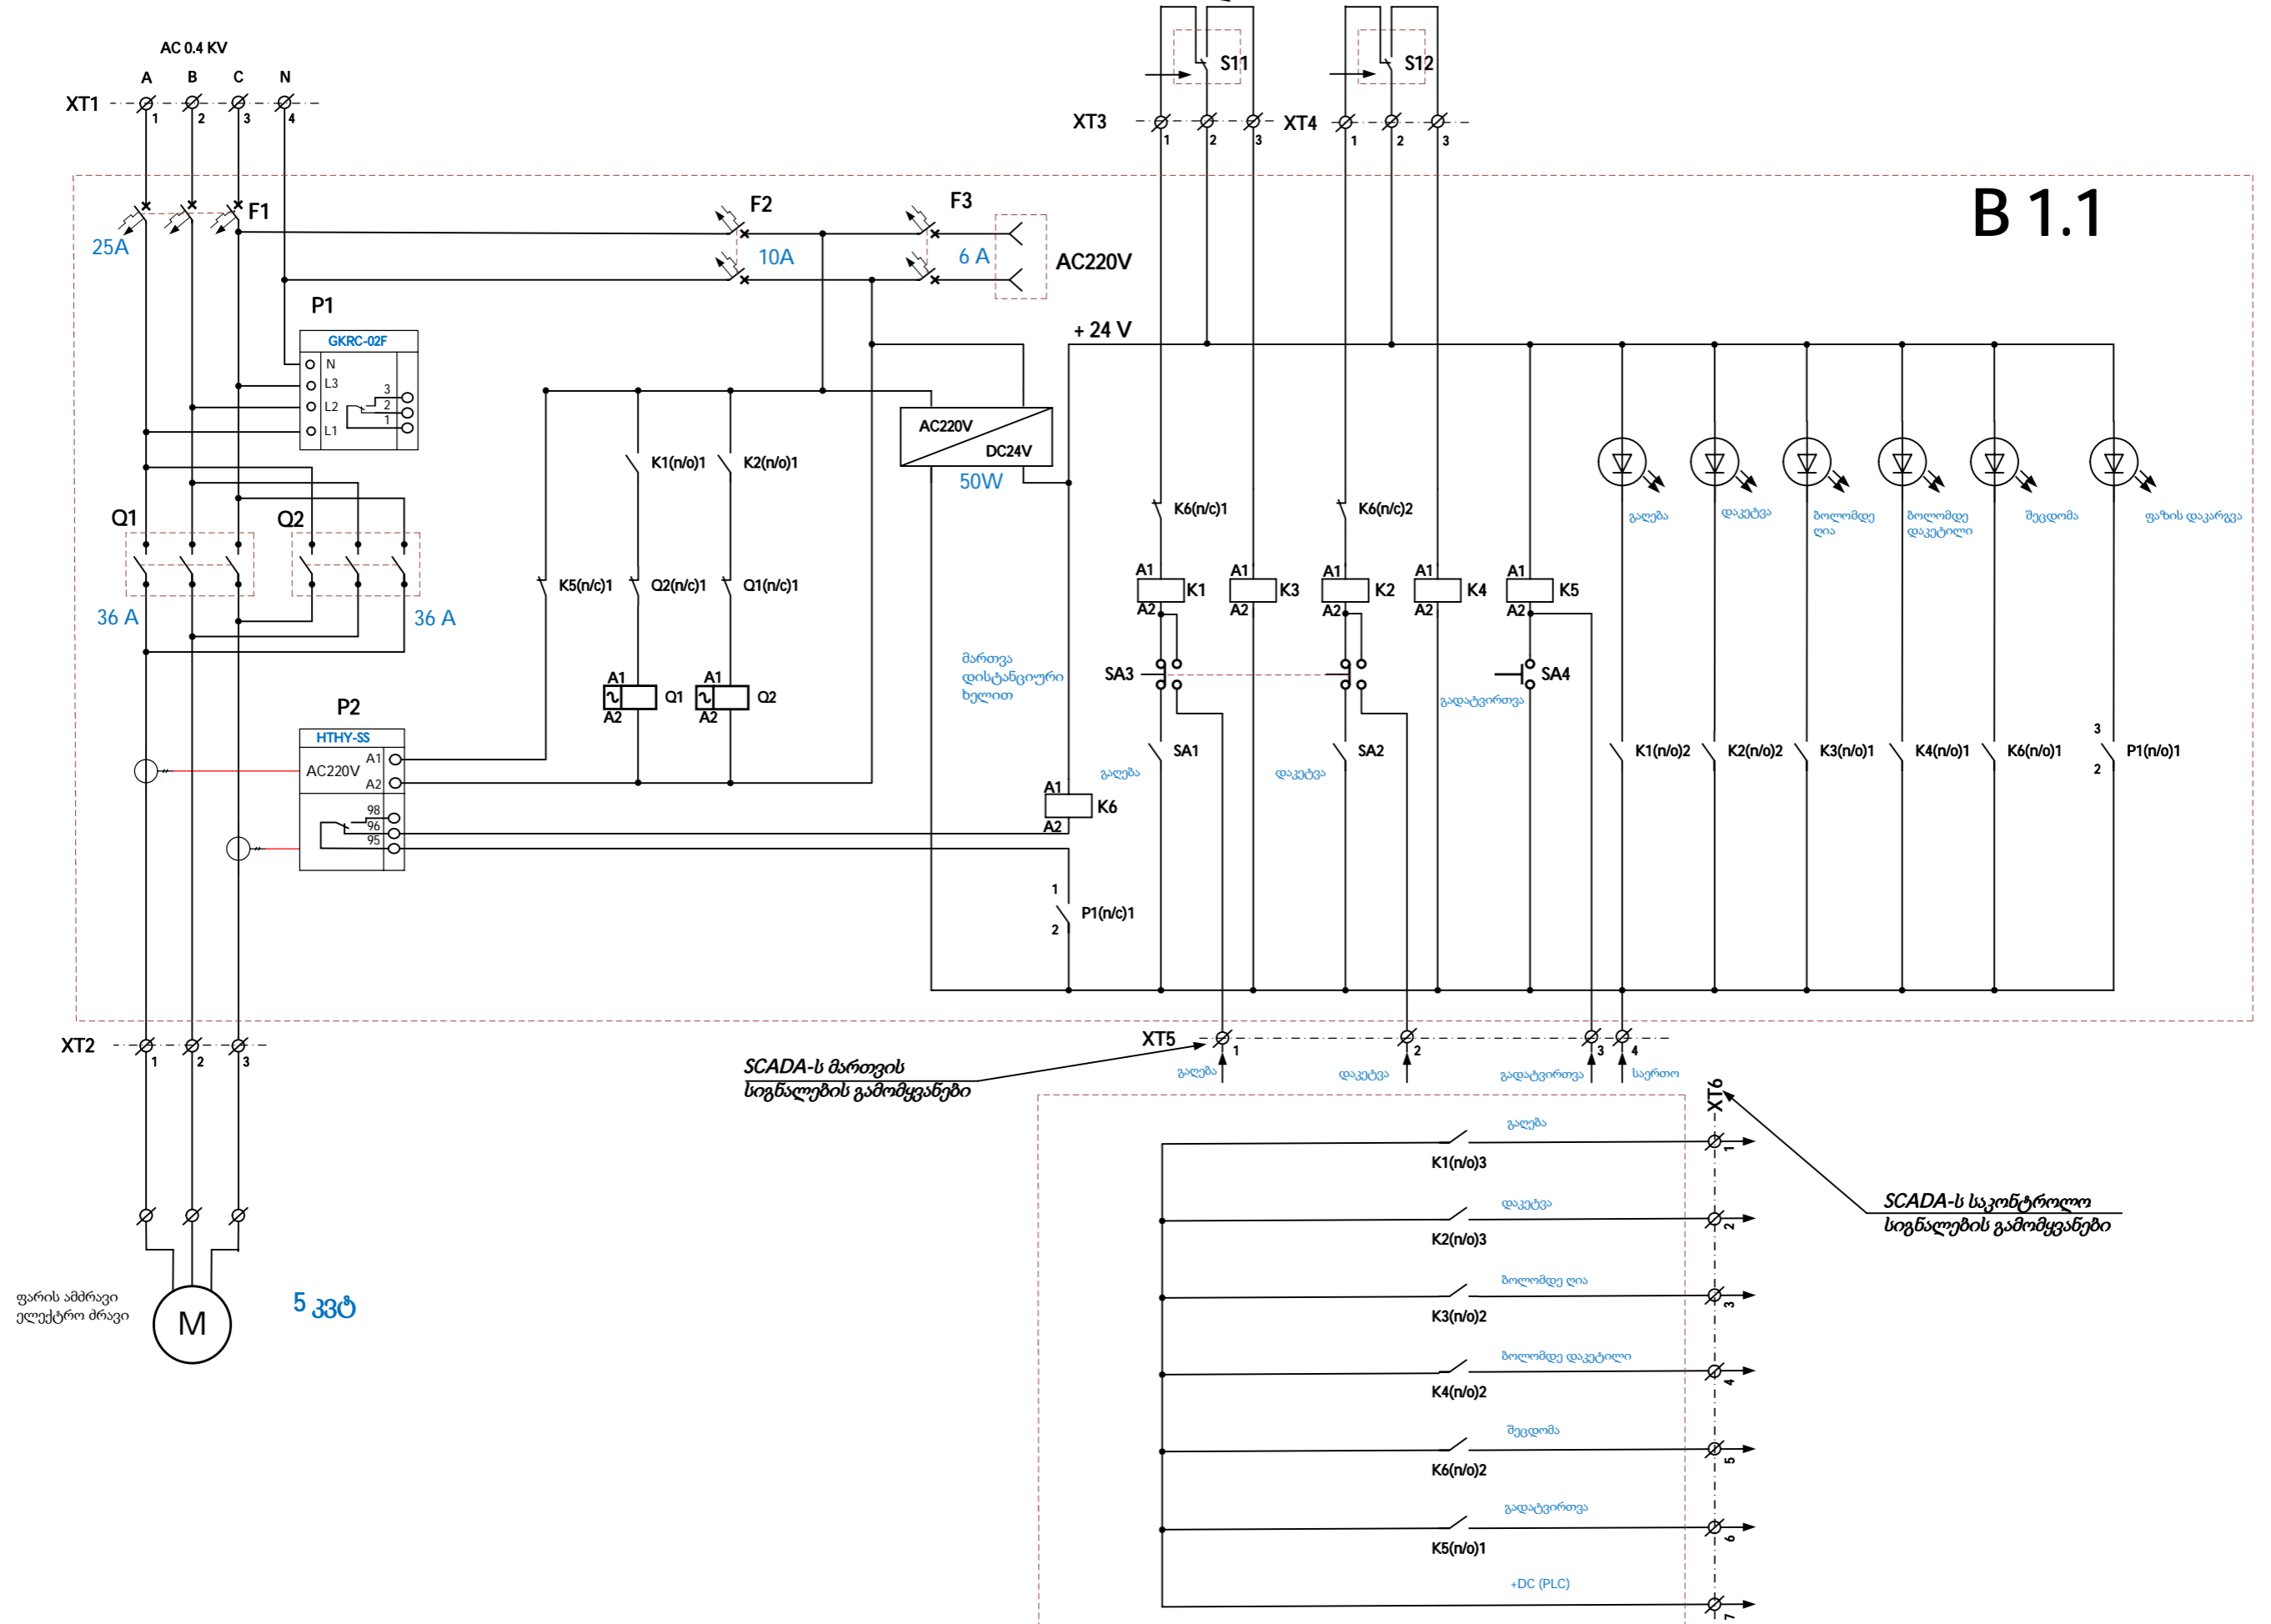 AC 0.4 KV
A B C N
XT1
1 2 3 4
S11
S12
XT3
1 2 3
XT4
1 2 3
B 1.1
F1
25A
F2
10A
F3
6 A
AC220V
P1
GKRC-02F
N
L3
L2
L1
3
2
1
+ 24 V
AC220V
DC24V
50W
K1(n/o)1
K2(n/o)1
K5(n/c)1
Q2(n/c)1
Q1(n/c)1
Q1
Q2
36 A
36 A
A1
A2
Q1
A1
A2
Q2
K6(n/c)1
K6(n/c)2
გაღება
დაკეტვა
ბოლომდე
ღია
ბოლომდე
დაკეტილი
შეცდომა
ფაზის დაკარგვა
A1
A2
K1
A1
A2
K3
A1
A2
K2
A1
A2
K4
A1
A2
K5
მართვა
დისტანციური
ხელით
SA3
SA4
გადატვირთვა
SA1
გაღება
SA2
დაკეტვა
K1(n/o)2
K2(n/o)2
K3(n/o)1
K4(n/o)1
K6(n/o)1
3
2
P1(n/o)1
P2
HTHY-SS
AC220V
A1
A2
98
96
95
A1
A2
K6
1
2
P1(n/c)1
XT2
1 2 3
XT5
1 2 3 4
გაღება
დაკეტვა
გადატვირთვა
საერთო
SCADA-ს მართვის
სიგნალების გამომყვანები
XT6
გაღება
K1(n/o)3
1
დაკეტვა
K2(n/o)3
2
ბოლომდე ღია
K3(n/o)2
3
ბოლომდე დაკეტილი
K4(n/o)2
4
შეცდომა
K6(n/o)2
5
გადატვირთვა
K5(n/o)1
6
+DC (PLC)
7
SCADA-ს საკონტროლო
სიგნალების გამომყვანები
ფარის ამძრავი
ელექტრო ძრავი
M
5 კვტ